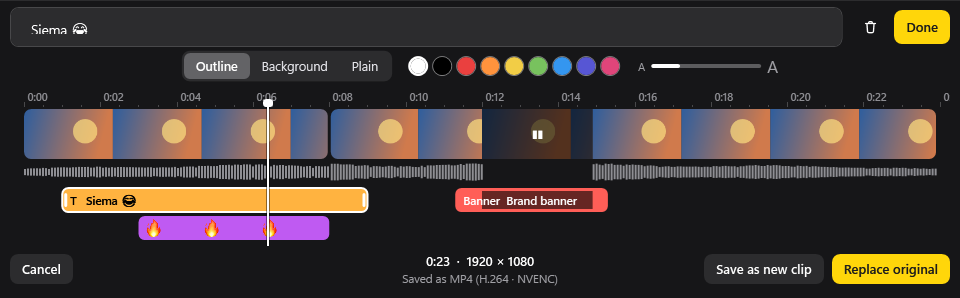 Siema 😂
Done
Outline Background Plain A A
0:00 0:02 0:04 0:06 0:08 0:10 0:12 0:14 0:16 0:18 0:20 0:22 0
T Siema 😂 Banner Brand banner
🔥 🔥 🔥
Cancel
0:23 · 1920 × 1080
Saved as MP4 (H.264 · NVENC)
Save as new clip
Replace original